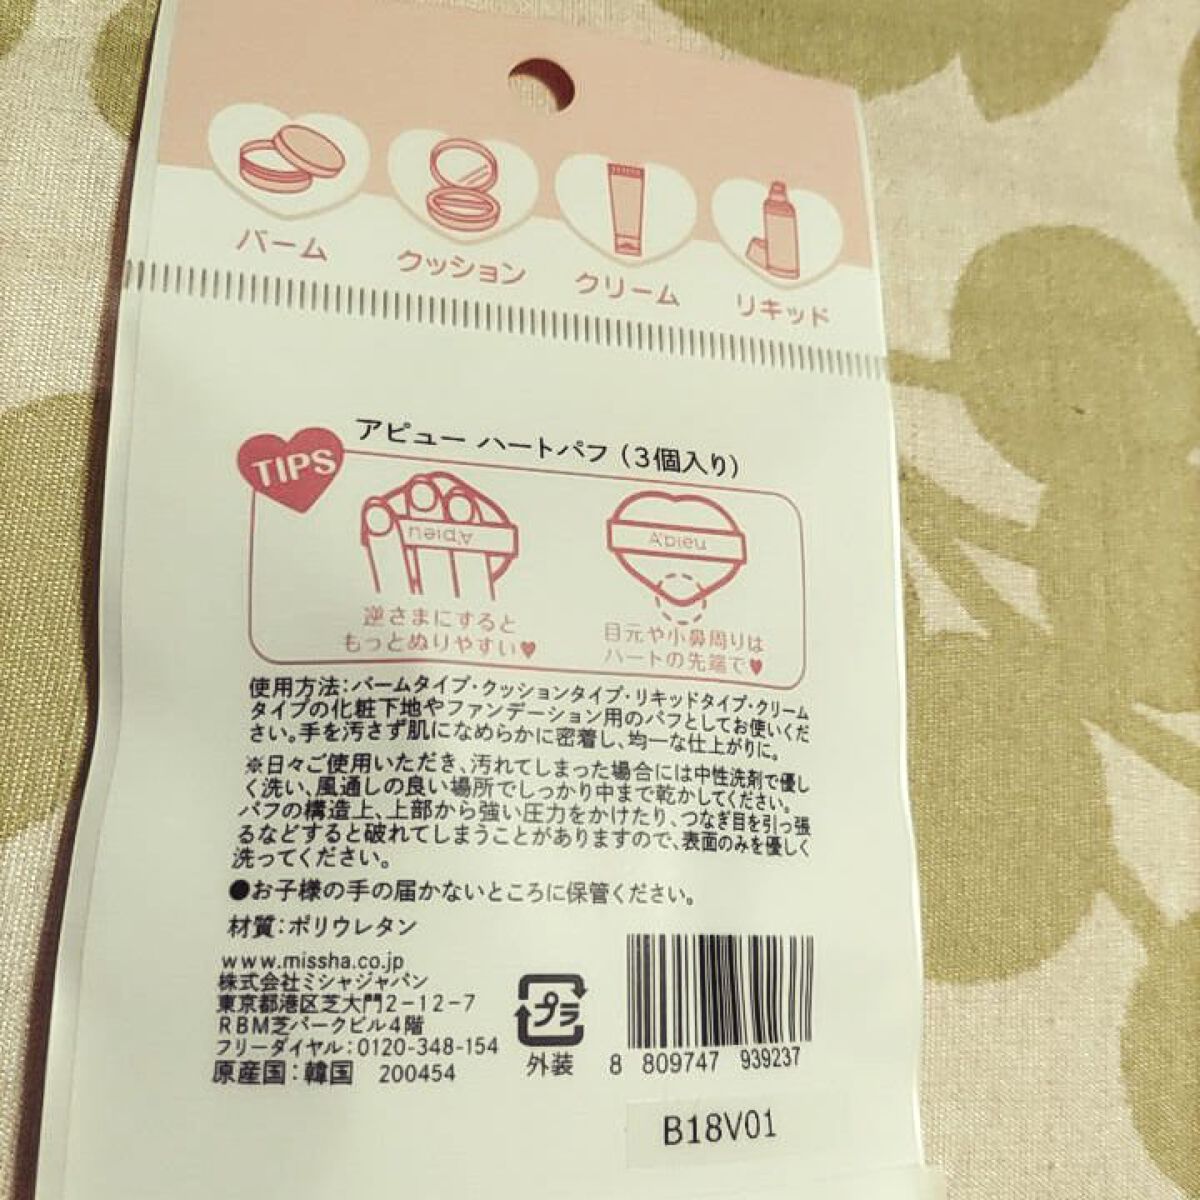 バーム
クッション
クリーム
リキッド
アピュー ハートパフ（3個入り）
TIPS
A'pieu
A'pieu
逆さまにすると
もっとぬりやすい♥
目元や小鼻周りは
ハートの先端で♥
使用方法：バームタイプ・クッションタイプ・リキッドタイプ・クリーム
タイプの化粧下地やファンデーション用のパフとしてお使いくだ
さい。手を汚さず肌になめらかに密着し、均一な仕上がりに。
※日々ご使用いただき、汚れてしまった場合には中性洗剤で優し
く洗い、風通しの良い場所でしっかり中まで乾かしてください。
パフの構造上、上部から強い圧力をかけたり、つなぎ目を引っ張
るなどすると破れてしまうことがありますので、表面のみを優しく
洗ってください。
●お子様の手の届かないところに保管ください。
材質：ポリウレタン
www.missha.co.jp
株式会社ミシャジャパン
東京都港区芝大門2－12－7
RBM芝パークビル4階
フリーダイヤル：0120-348-154
原産国：韓国 200454
プラ
外装
8 809747 939237
B18V01